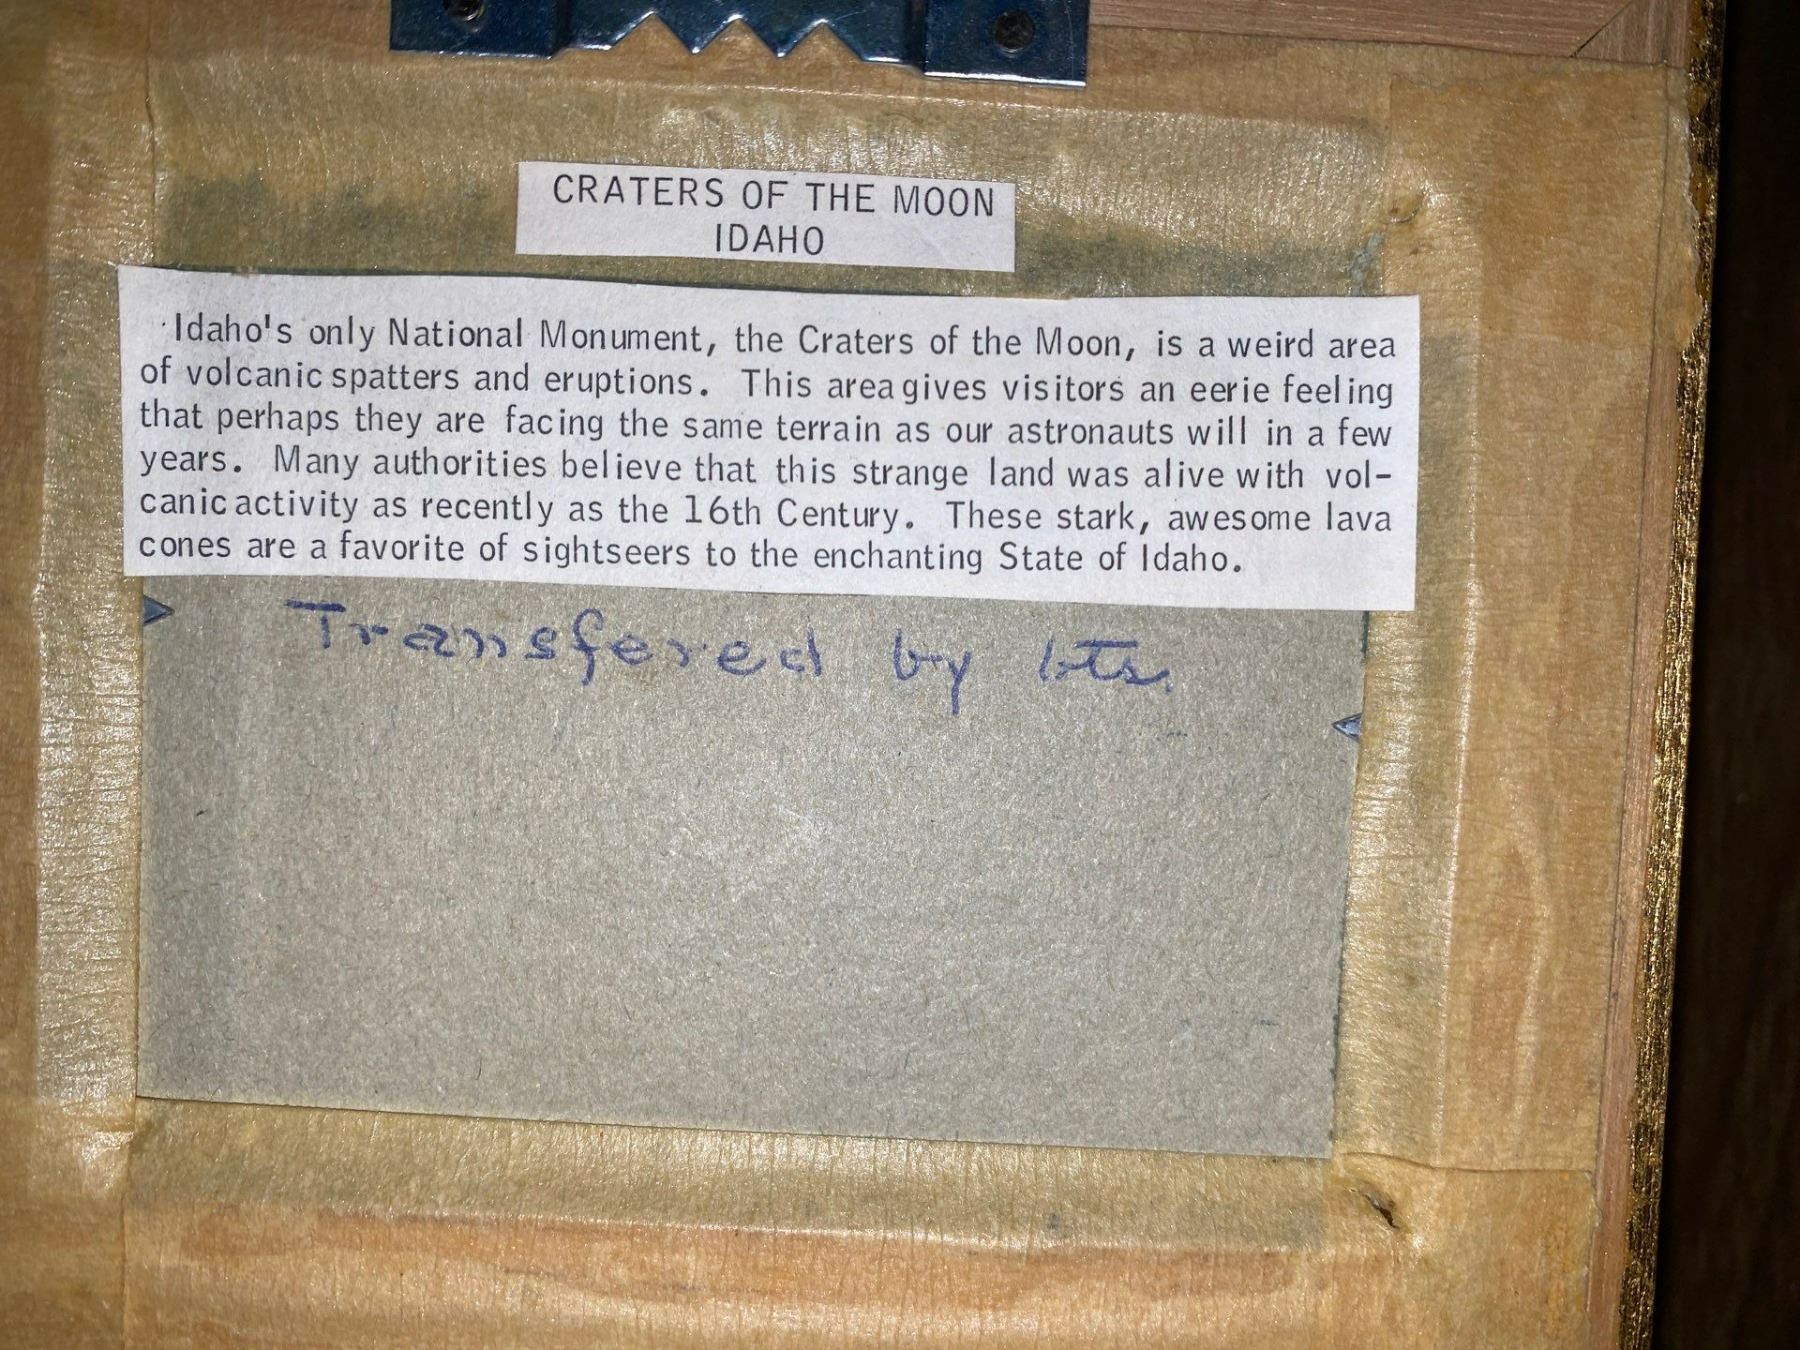 CRATERS OF THE MOON
IDAHO
Idaho's only National Monument, the Craters of the Moon, is a weird area
of volcanic spatters and eruptions. This area gives visitors an eerie feeling
that perhaps they are facing the same terrain as our astronauts will in a few
years. Many authorities believe that this strange land was alive with vol-
canic activity as recently as the 16th Century. These stark, awesome lava
cones are a favorite of sightseers to the enchanting State of Idaho.
Transfered by bts.